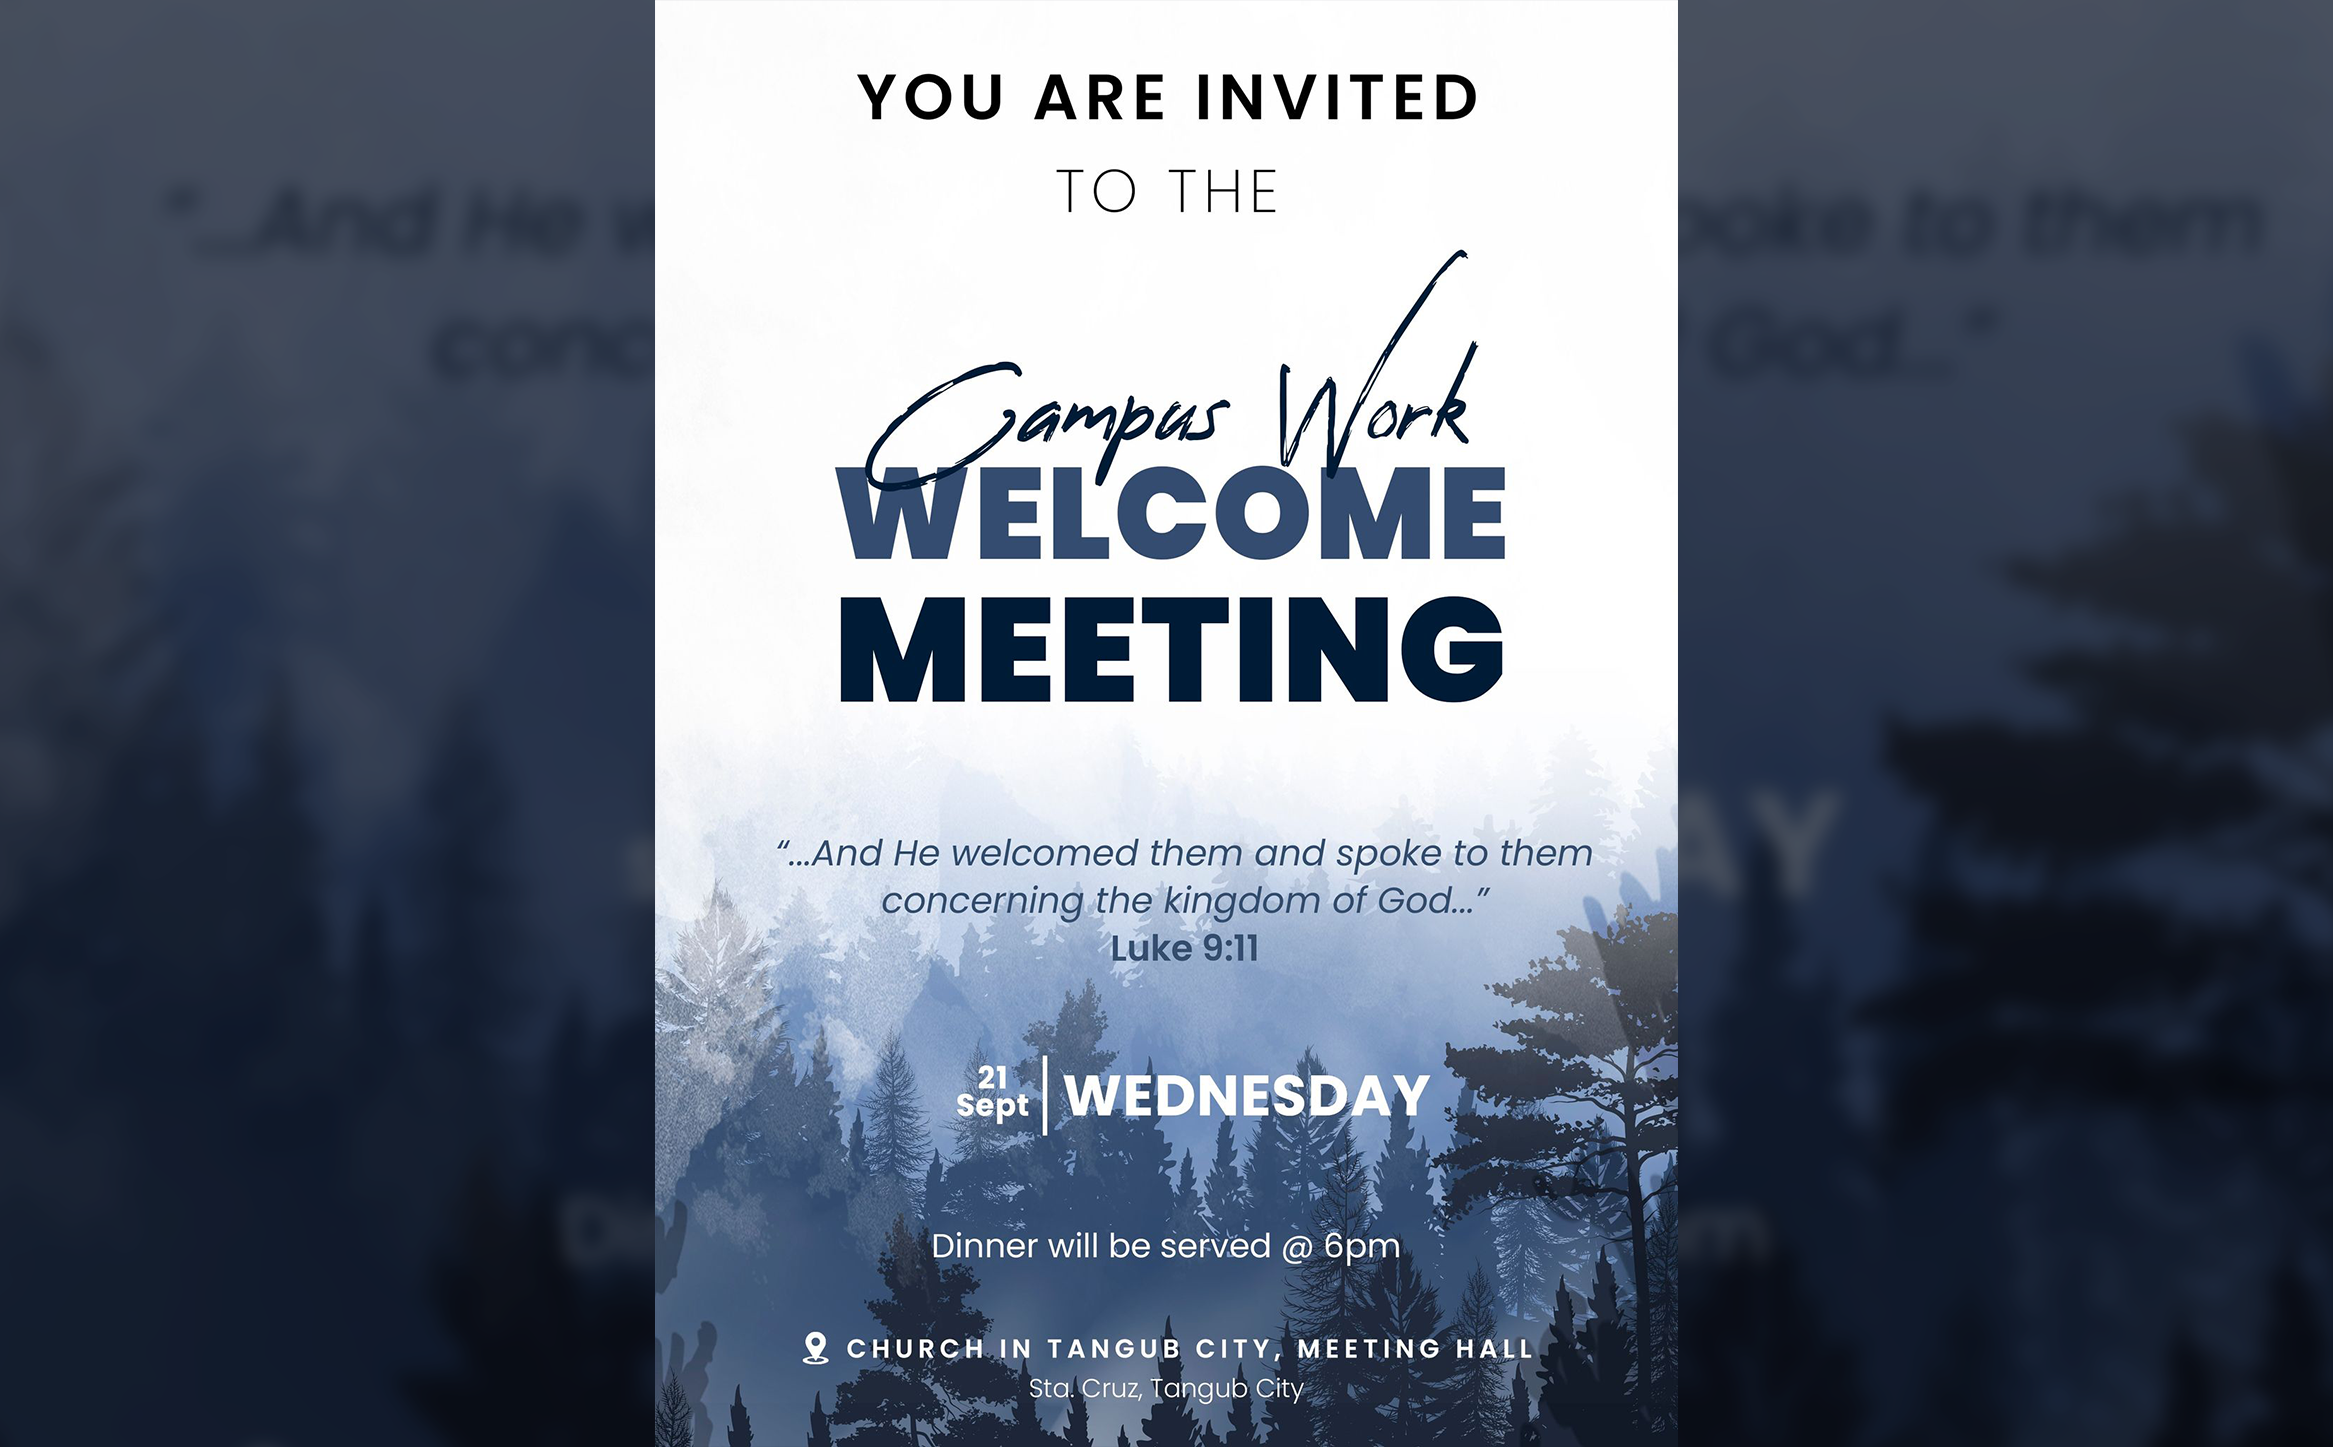 YOU ARE INVITED
TO THE
Campus Work
WELCOME
MEETING
“...And He welcomed them and spoke to them
concerning the kingdom of God...”
Luke 9:11
21
Sept
WEDNESDAY
Dinner will be served @ 6pm
CHURCH IN TANGUB CITY, MEETING HALL
Sta. Cruz, Tangub City